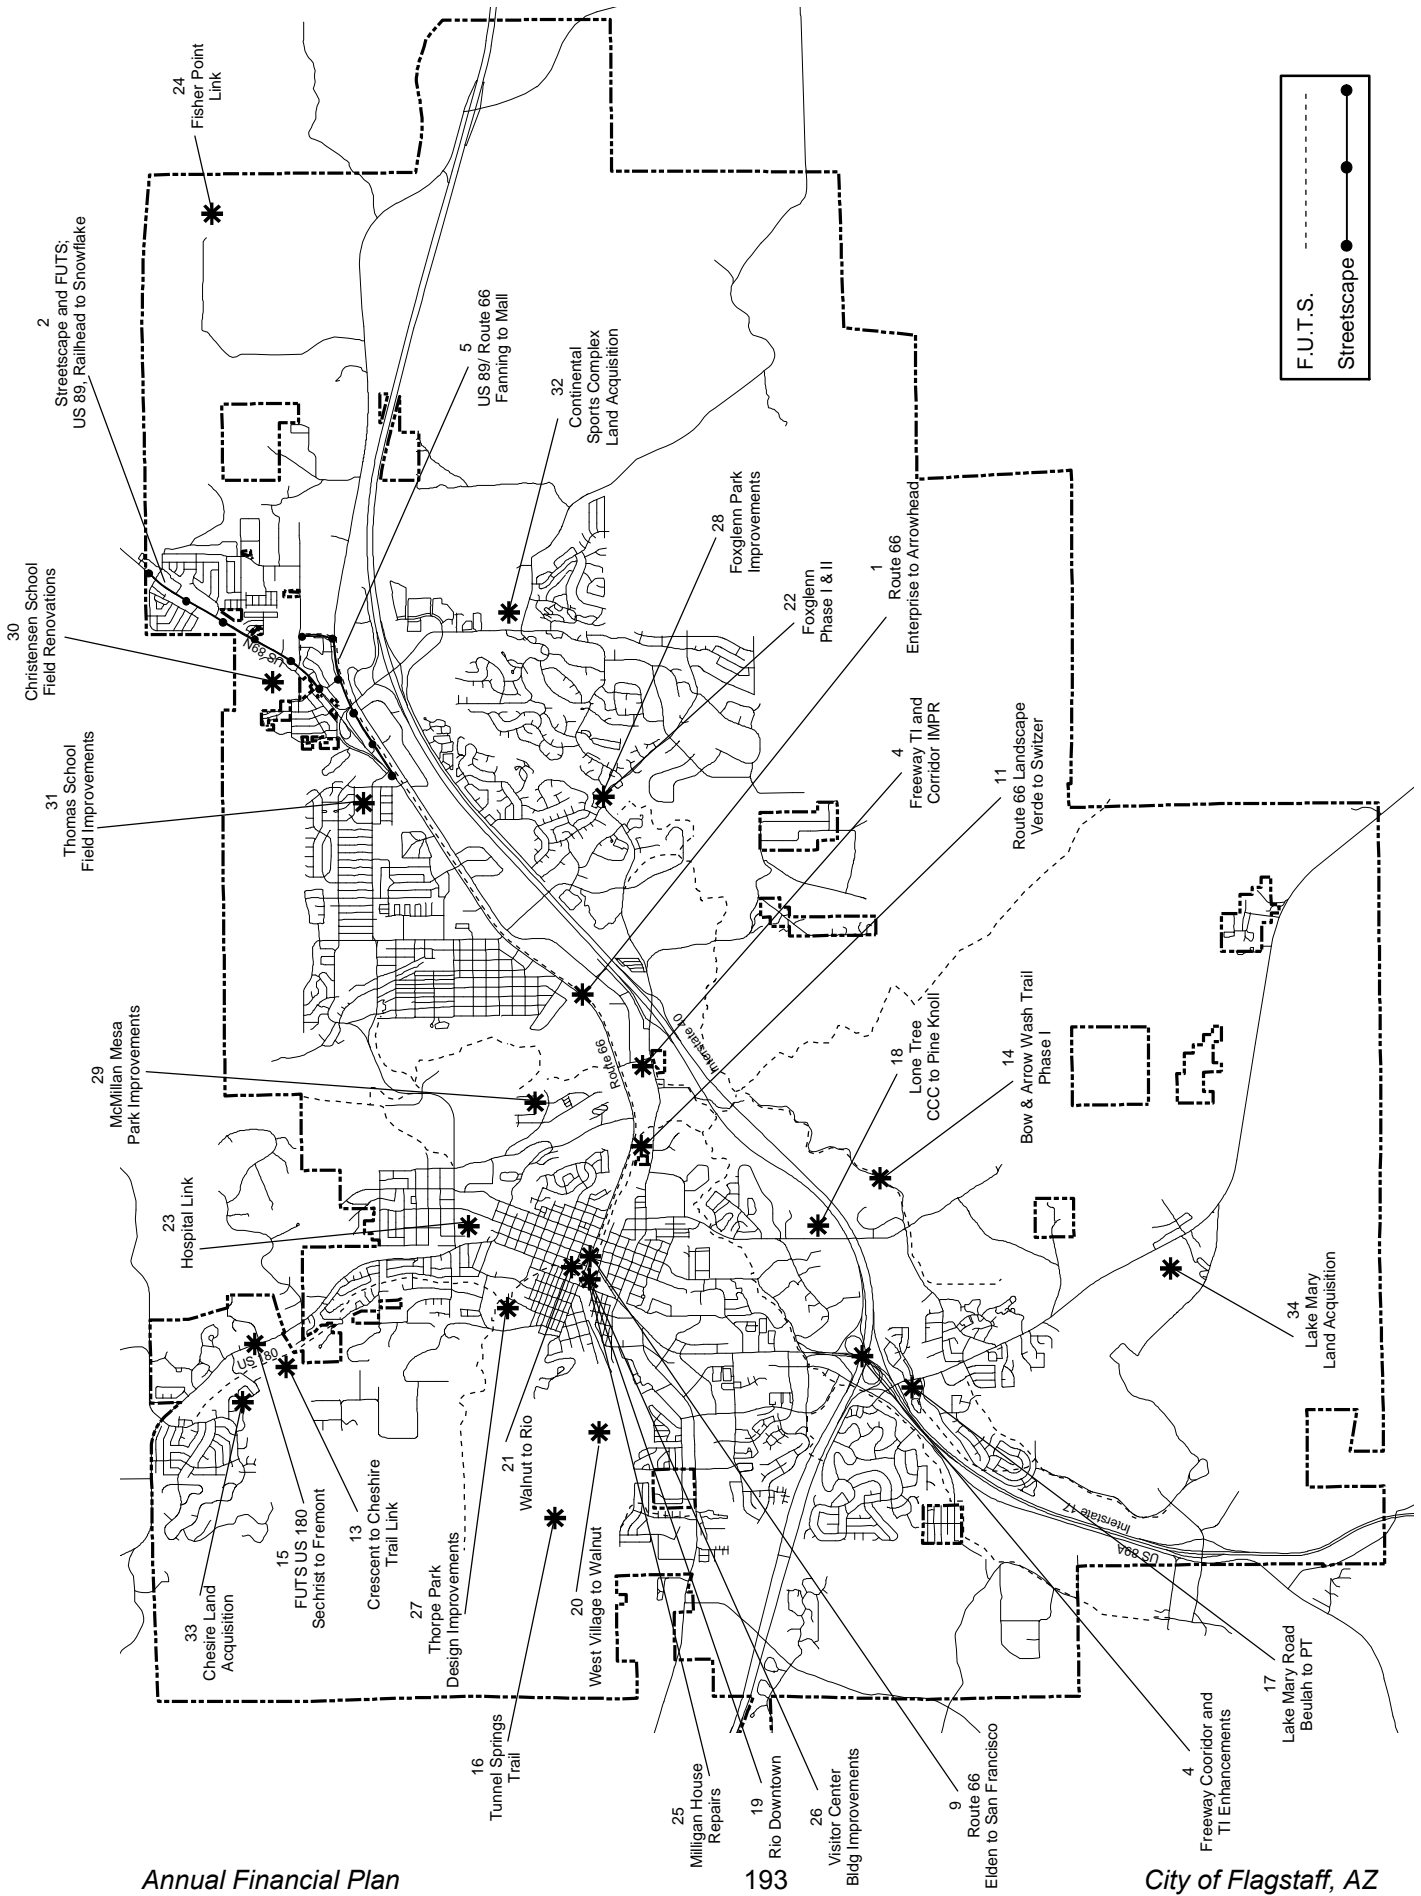 24
Fisher Point
Link
2
Streetscape and FUTS;
US 89, Railhead to Snowflake
5
US 89/ Route 66
Fanning to Mall
32
Continental
Sports Complex
Land Acquisition
30
Christensen School
Field Renovations
31
Thomas School
Field Improvements
28
Foxglenn Park
Improvements
22
Foxglenn
Phase I & II
1
Route 66
Enterprise to Arrowhead
4
Freeway TI and
Corridor IMPR
11
Route 66 Landscape
Verde to Switzer
29
McMillan Mesa
Park Improvements
18
Lone Tree
CCC to Pine Knoll
14
Bow & Arrow Wash Trail
Phase I
23
Hospital Link
34
Lake Mary
Land Acquisition
33
Chesire Land
Acquisition
15
FUTS US 180
Sechrist to Fremont
13
Crescent to Cheshire
Trail Link
27
Thorpe Park
Design Improvements
21
Walnut to Rio
20
West Village to Walnut
16
Tunnel Springs
Trail
25
Milligan House
Repairs
19
Rio Downtown
26
Visitor Center
Bldg Improvements
9
Route 66
Elden to San Francisco
4
Freeway Cooridor and
TI Enhancements
17
Lake Mary Road
Beulah to PT
US 89N
Route 66
Interstate 40
US 180
Interstate 17
US 89A
F.U.T.S.
Streetscape
Annual Financial Plan
193
City of Flagstaff, AZ